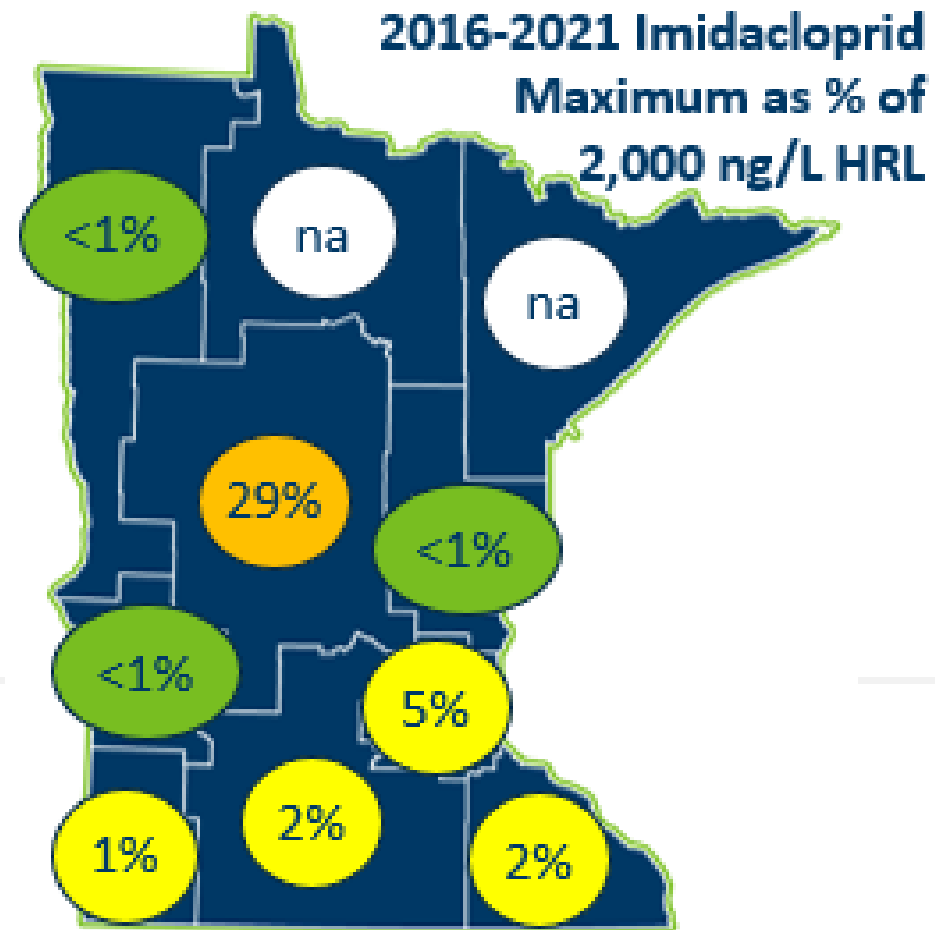 2016-2021 Imidacloprid
Maximum as % of
2,000 ng/L HRL
<1%
na
na
29%
<1%
<1%
5%
1%
2%
2%